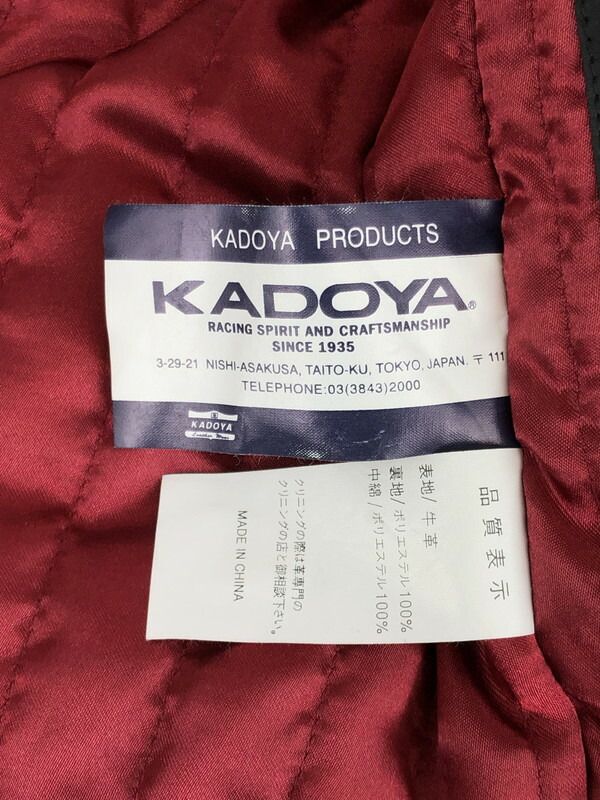 KADOYA PRODUCTS
KADOYA®
RACING SPIRIT AND CRAFTSMANSHIP
SINCE 1935
3-29-21 NISHI-ASAKUSA, TAITO-KU, TOKYO, JAPAN. 〒 111
TELEPHONE:03(3843)2000
KADOYA
Leather Wear
品質表示
表地/牛革
裏地/ポリエステル100%
中綿/ポリエステル100%
クリニングの際は革専門の
クリニングの店と御相談下さい。
MADE IN CHINA